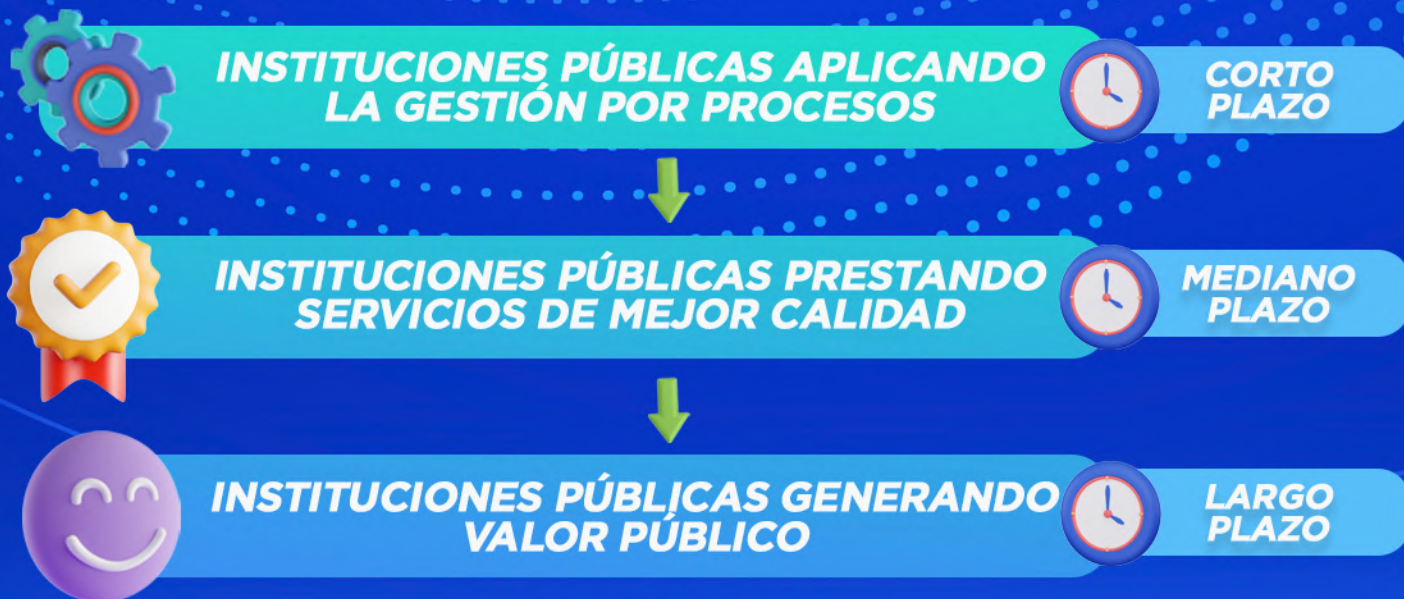 INSTITUCIONES PÚBLICAS APLICANDO
LA GESTIÓN POR PROCESOS
CORTO
PLAZO
INSTITUCIONES PÚBLICAS PRESTANDO
SERVICIOS DE MEJOR CALIDAD
MEDIANO
PLAZO
INSTITUCIONES PÚBLICAS GENERANDO
VALOR PÚBLICO
LARGO
PLAZO